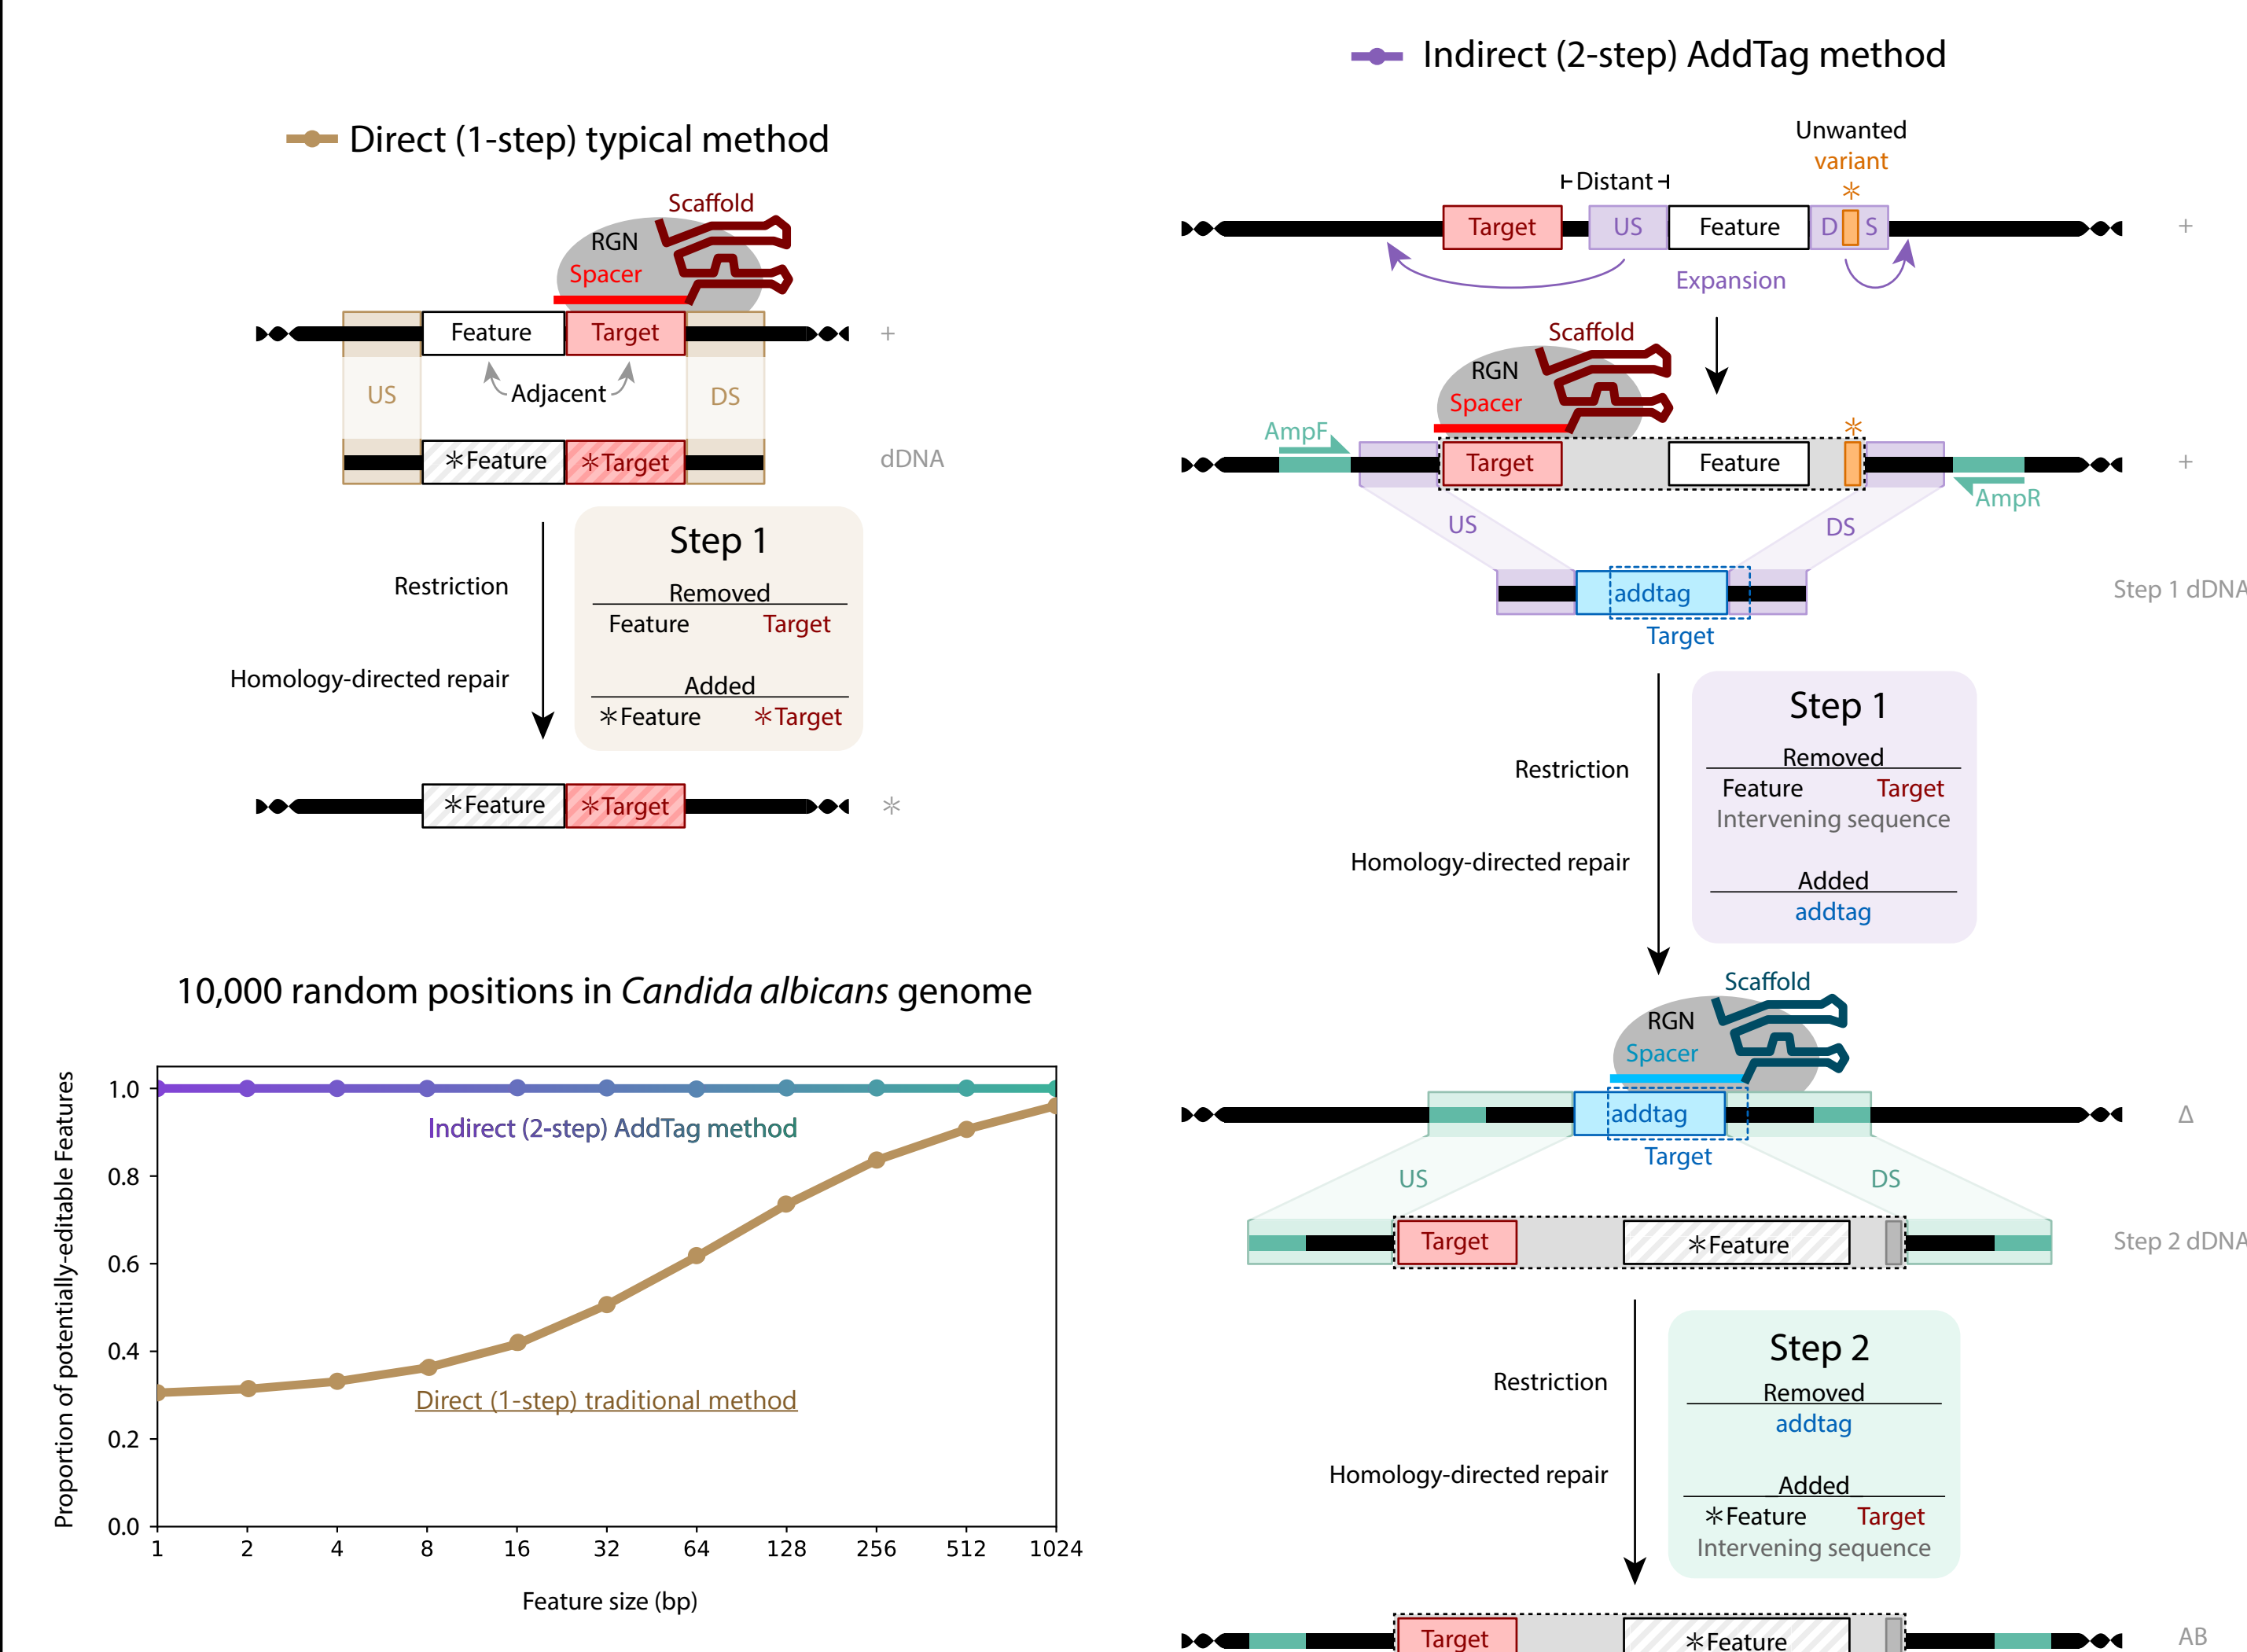 Direct (1-step) typical method
Scaffold
RGN
Spacer
Feature
Target
+
US
Adjacent
DS
*Feature
*Target
dDNA
Restriction
Homology-directed repair
Step 1
Removed
Feature Target
Added
*Feature *Target
*Feature
*Target
*
10,000 random positions in Candida albicans genome
Proportion of potentially-editable Features
1.0
0.8
0.6
0.4
0.2
0.0
Indirect (2-step) AddTag method
Direct (1-step) traditional method
1 2 4 8 16 32 64 128 256 512 1024
Feature size (bp)
Indirect (2-step) AddTag method
Unwanted
variant
*
Distant
Target
US
Feature
D S
+
Expansion
Scaffold
RGN
Spacer
AmpF
Target
Feature
*
+
AmpR
US
DS
addtag
Step 1 dDNA
Target
Restriction
Homology-directed repair
Step 1
Removed
Feature Target
Intervening sequence
Added
addtag
Scaffold
RGN
Spacer
addtag
Δ
Target
US
DS
Target
*Feature
Step 2 dDNA
Restriction
Homology-directed repair
Step 2
Removed
addtag
Added
*Feature Target
Intervening sequence
Target
*Feature
AB